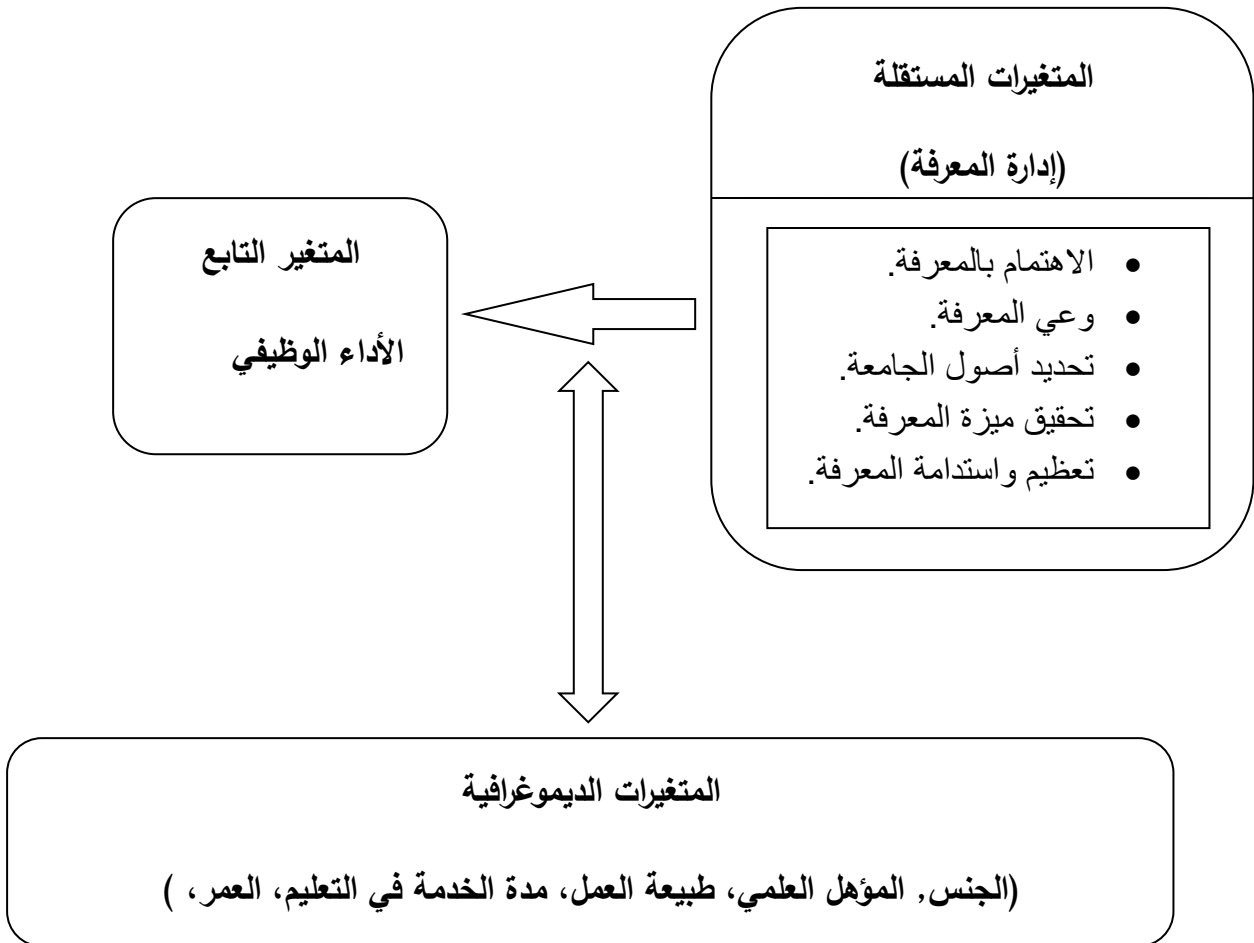 المتغيرات المستقلة
(إدارة المعرفة)
• الاهتمام بالمعرفة.
• وعي المعرفة.
• تحديد أصول الجامعة.
• تحقيق ميزة المعرفة.
• تعظيم واستدامة المعرفة.
المتغير التابع
الأداء الوظيفي
المتغيرات الديموغرافية
(الجنس, المؤهل العلمي، طبيعة العمل، مدة الخدمة في التعليم، العمر، )